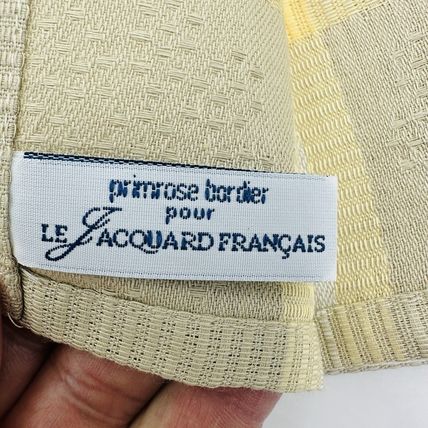 primrose bordier
pour
LE JACQUARD FRANÇAIS